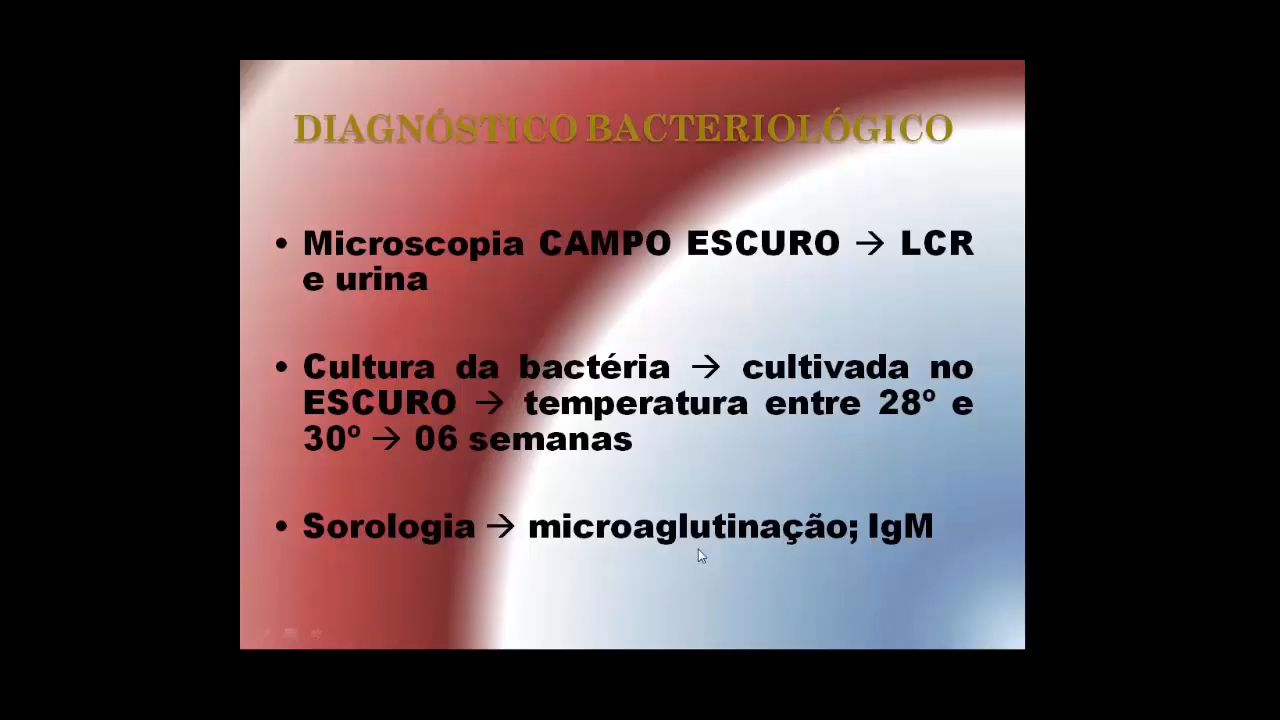 DIAGNÓSTICO BACTERIOLÓGICO
• Microscopia CAMPO ESCURO → LCR
e urina
• Cultura da bactéria → cultivada no
ESCURO → temperatura entre 28º e
30º → 06 semanas
• Sorologia → microaglutinação; IgM